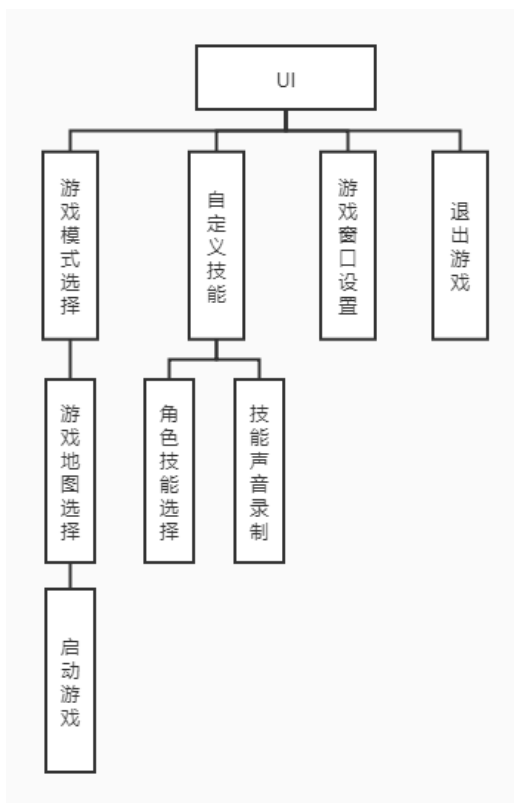 UI
游戏模式选择
自定义技能
游戏窗口设置
退出游戏
游戏地图选择
角色技能选择
技能声音录制
启动游戏